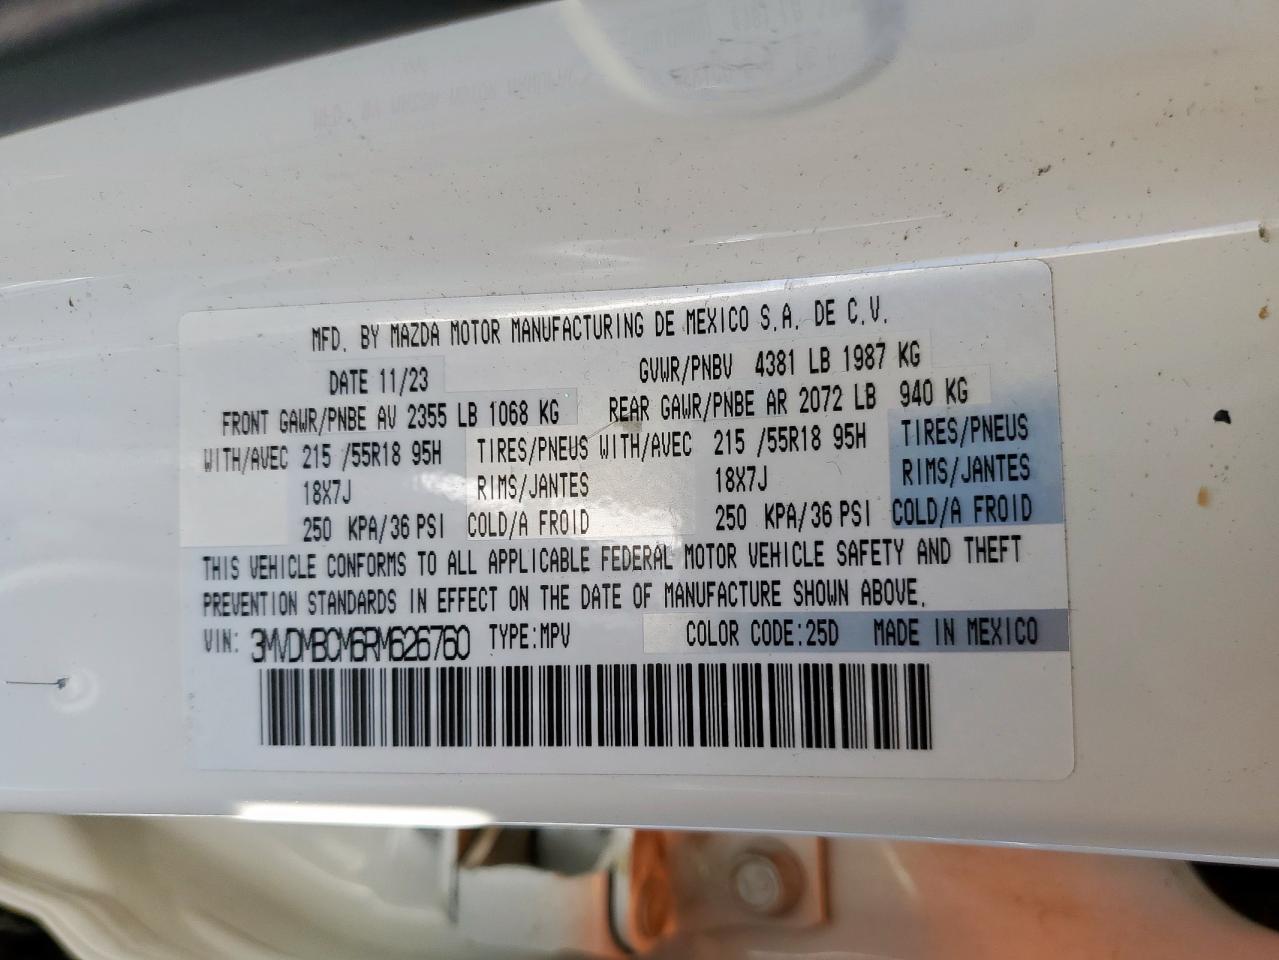 MFD. BY MAZDA MOTOR MANUFACTURING DE MEXICO S.A. DE C.V.
DATE 11/23 GVWR/PNBV 4381 LB 1987 KG
FRONT GAWR/PNBE AV 2355 LB 1068 KG REAR GAWR/PNBE AR 2072 LB 940 KG
WITH/AVEC 215 /55R18 95H TIRES/PNEUS WITH/AVEC 215 /55R18 95H TIRES/PNEUS
18X7J RIMS/JANTES 18X7J RIMS/JANTES
250 KPA/36 PSI COLD/A FROID 250 KPA/36 PSI COLD/A FROID
THIS VEHICLE CONFORMS TO ALL APPLICABLE FEDERAL MOTOR VEHICLE SAFETY AND THEFT
PREVENTION STANDARDS IN EFFECT ON THE DATE OF MANUFACTURE SHOWN ABOVE.
VIN: 3MVDMBCM6RM626760 TYPE:MPV COLOR CODE:25D MADE IN MEXICO